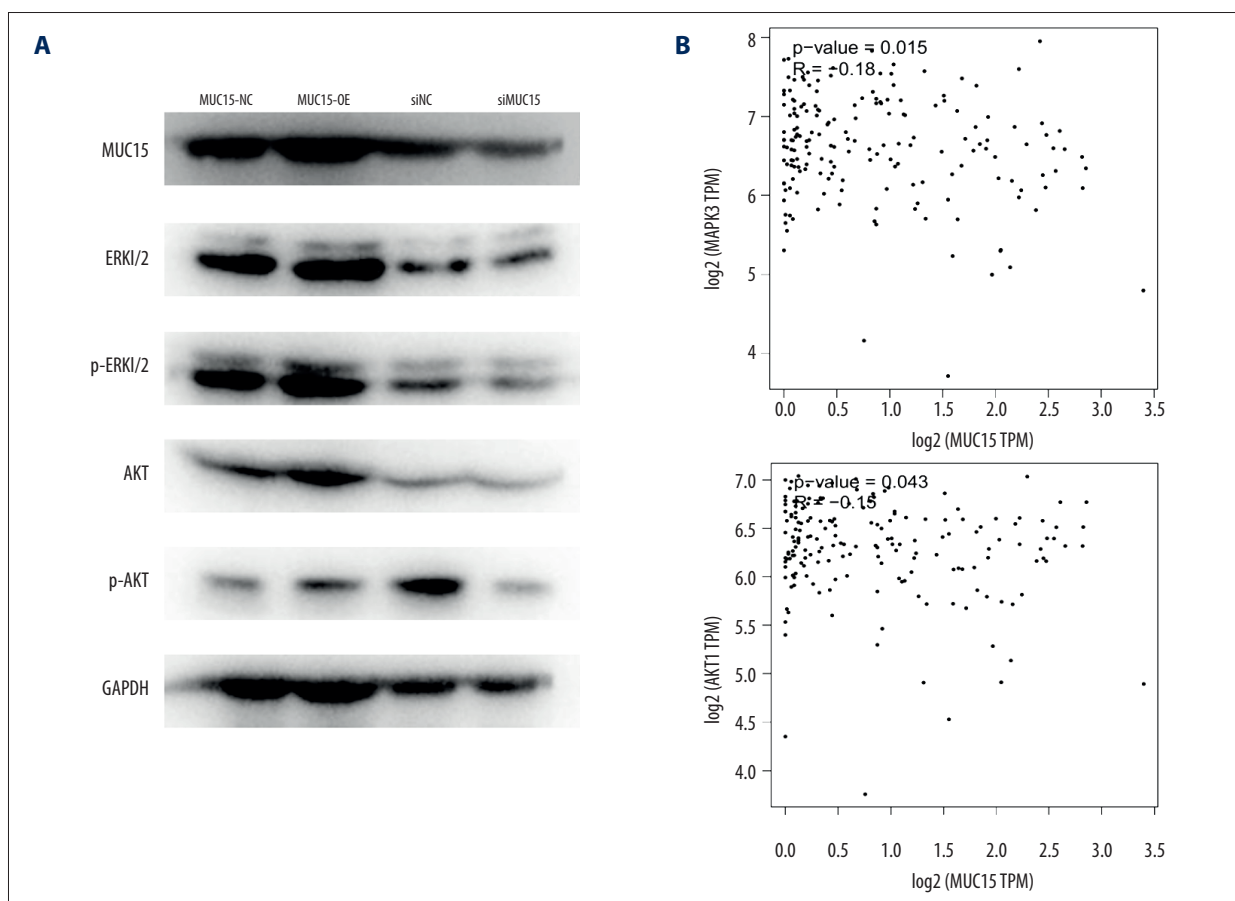 A
MUC15-NC MUC15-OE siNC siMUC15
MUC15
ERKI/2
p-ERKI/2
AKT
p-AKT
GAPDH
B
8
7
6
5
4
p-value = 0.015
R = -0.18
log2 (MAPK3 TPM)
0.0 0.5 1.0 1.5 2.0 2.5 3.0 3.5
log2 (MUC15 TPM)
7.0
6.5
6.0
5.5
5.0
4.5
4.0
p-value = 0.043
R = -0.15
log2 (AKT1 TPM)
0.0 0.5 1.0 1.5 2.0 2.5 3.0 3.5
log2 (MUC15 TPM)